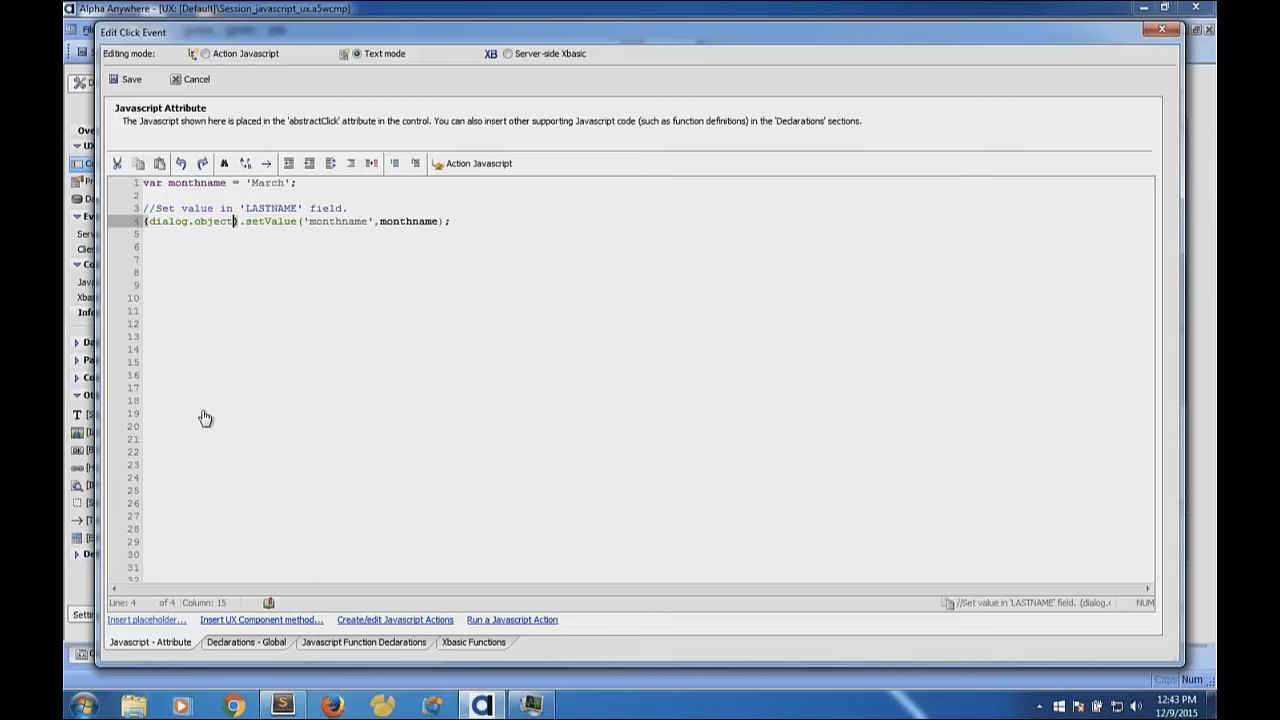 Alpha Anywhere - [UX: [Default]\Session_javascript_ux.a5wcmp]
Edit Click Event
Editing mode: Action Javascript Text mode XB Server-side Xbasic
Save Cancel
Javascript Attribute
The Javascript shown here is placed in the 'abstractClick' attribute in the control. You can also insert other supporting Javascript code (such as function definitions) in the 'Declarations' sections.
Action Javascript
1 var monthname = 'March';
2
3 //Set value in 'LASTNAME' field.
4 {dialog.object}.setValue('monthname',monthname);
5
6
7
8
9
10
11
12
13
14
15
16
17
18
19
20
21
22
23
24
25
26
27
28
29
30
31
32
Line: 4 of 4 Column: 15 //Set value in 'LASTNAME' field. {dialog. NUM
Insert placeholder... Insert UX Component method... Create/edit Javascript Actions Run a Javascript Action
Javascript - Attribute Declarations - Global Javascript Function Declarations Xbasic Functions
Caps Num
12:43 PM
12/9/2015